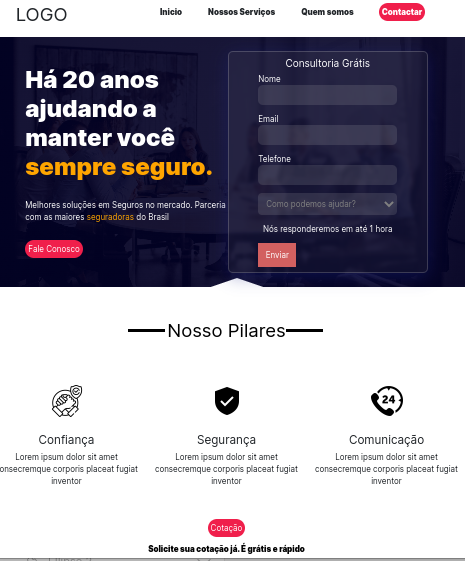 LOGO
Inicio
Nossos Serviços
Quem somos
Contactar
Há 20 anos
ajudando a
manter você
sempre seguro.
Melhores soluções em Seguros no mercado. Parceria
com as maiores seguradoras do Brasil
Fale Conosco
Consultoria Grátis
Nome
Email
Telefone
Como podemos ajudar?
Nós responderemos em até 1 hora
Enviar
Nosso Pilares
24
Confiança
Lorem ipsum dolor sit amet
onsecremque corporis placeat fugiat
inventor
Segurança
Lorem ipsum dolor sit amet
consecremque corporis placeat fugiat
inventor
Comunicação
Lorem ipsum dolor sit amet
consecremque corporis placeat fugiat
inventor
Cotação
Solicite sua cotação já. É grátis e rápido